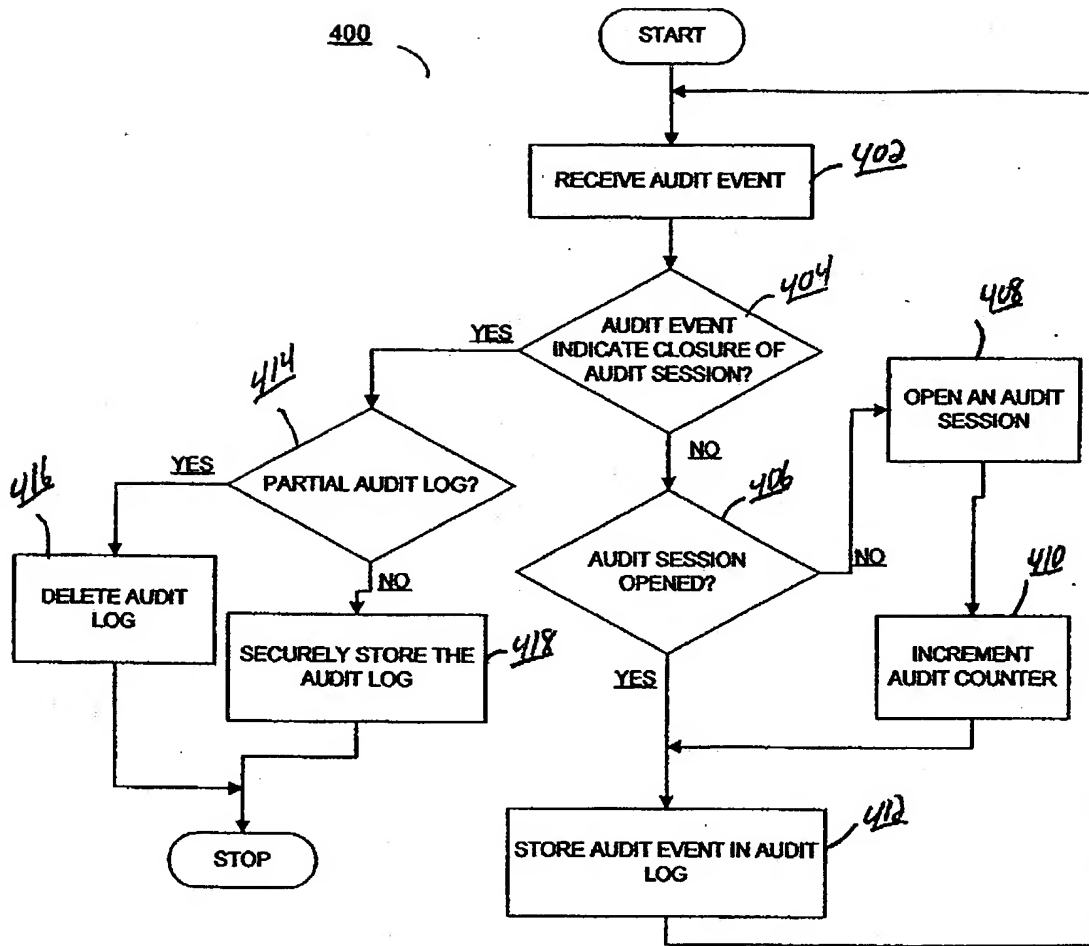 400
START
RECEIVE AUDIT EVENT
402
AUDIT EVENT
INDICATE CLOSURE OF
AUDIT SESSION?
404
YES
NO
414
PARTIAL AUDIT LOG?
YES
NO
416
DELETE AUDIT
LOG
SECURELY STORE THE
AUDIT LOG
418
STOP
406
AUDIT SESSION
OPENED?
NO
YES
408
OPEN AN AUDIT
SESSION
410
INCREMENT
AUDIT COUNTER
412
STORE AUDIT EVENT IN AUDIT
LOG